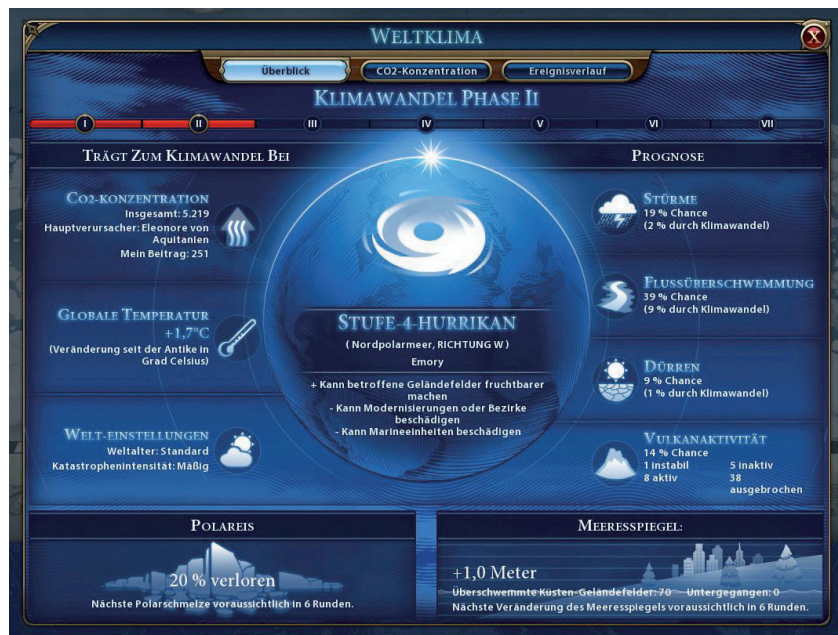 WELTKLIMA
X
Überblick
CO2-Konzentration
Ereignisverlauf
KLIMAWANDEL PHASE II
I
II
III
IV
V
VI
VII
TRÄGT ZUM KLIMAWANDEL BEI
CO2-KONZENTRATION
Insgesamt: 5.219
Hauptverursacher: Eleonore von
Aquitanien
Mein Beitrag: 251
GLOBALE TEMPERATUR
+1,7°C
(Veränderung seit der Antike in
Grad Celsius)
WELT-EINSTELLUNGEN
Weltalter: Standard
Katastrophenintensität: Mäßig
STUFE-4-HURRIKAN
( Nordpolarmeer, RICHTUNG W )
Emory
+ Kann betroffene Geländefelder fruchtbarer
machen
- Kann Modernisierungen oder Bezirke
beschädigen
- Kann Marineeinheiten beschädigen
PROGNOSE
STÜRME
19 % Chance
(2 % durch Klimawandel)
FLUSSÜBERSCHWEMMUNG
39 % Chance
(9 % durch Klimawandel)
DÜRREN
9 % Chance
(1 % durch Klimawandel)
VULKANAKTIVITÄT
14 % Chance
1 instabil 5 inaktiv
8 aktiv 38
ausgebrochen
POLAREIS
20 % verloren
Nächste Polarschmelze voraussichtlich in 6 Runden.
MEERESSPIEGEL:
+1,0 Meter
Überschwemmte Küsten-Geländefelder: 70 Untergegangen: 0
Nächste Veränderung des Meeresspiegels voraussichtlich in 6 Runden.